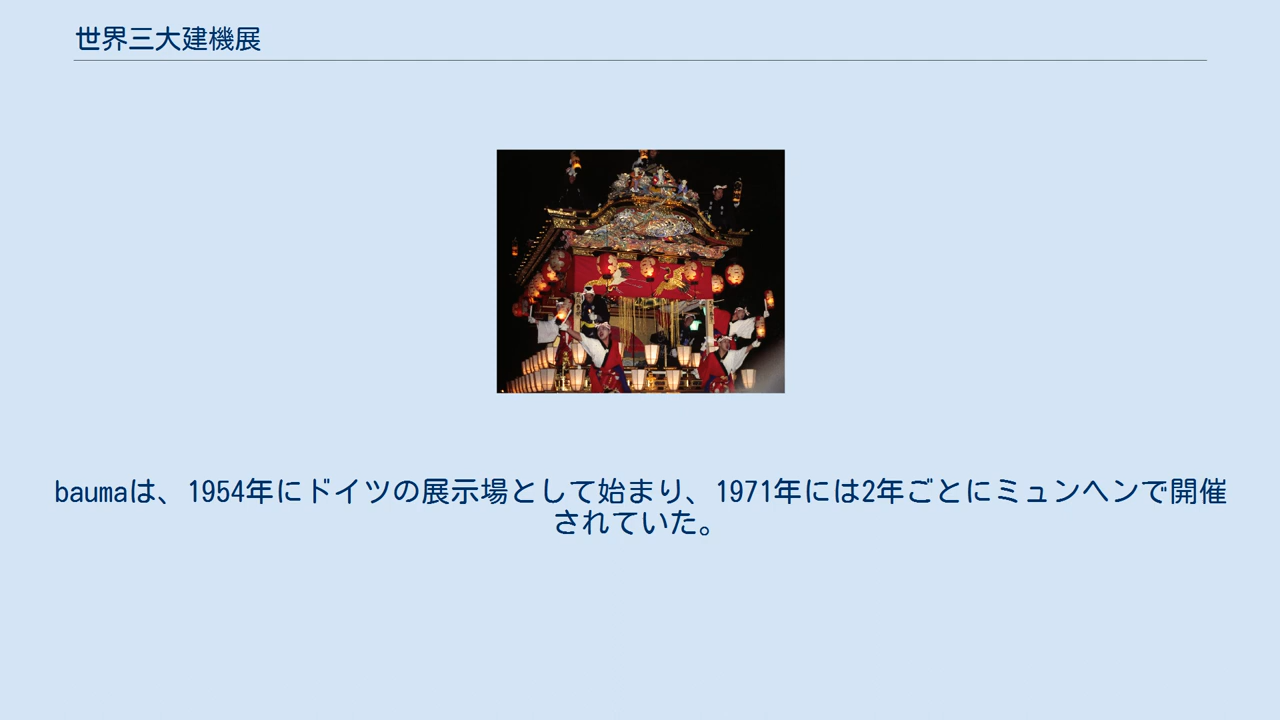 世界三大建機展
baumaは、1954年にドイツの展示場として始まり、1971年には2年ごとにミュンヘンで開催
されていた。